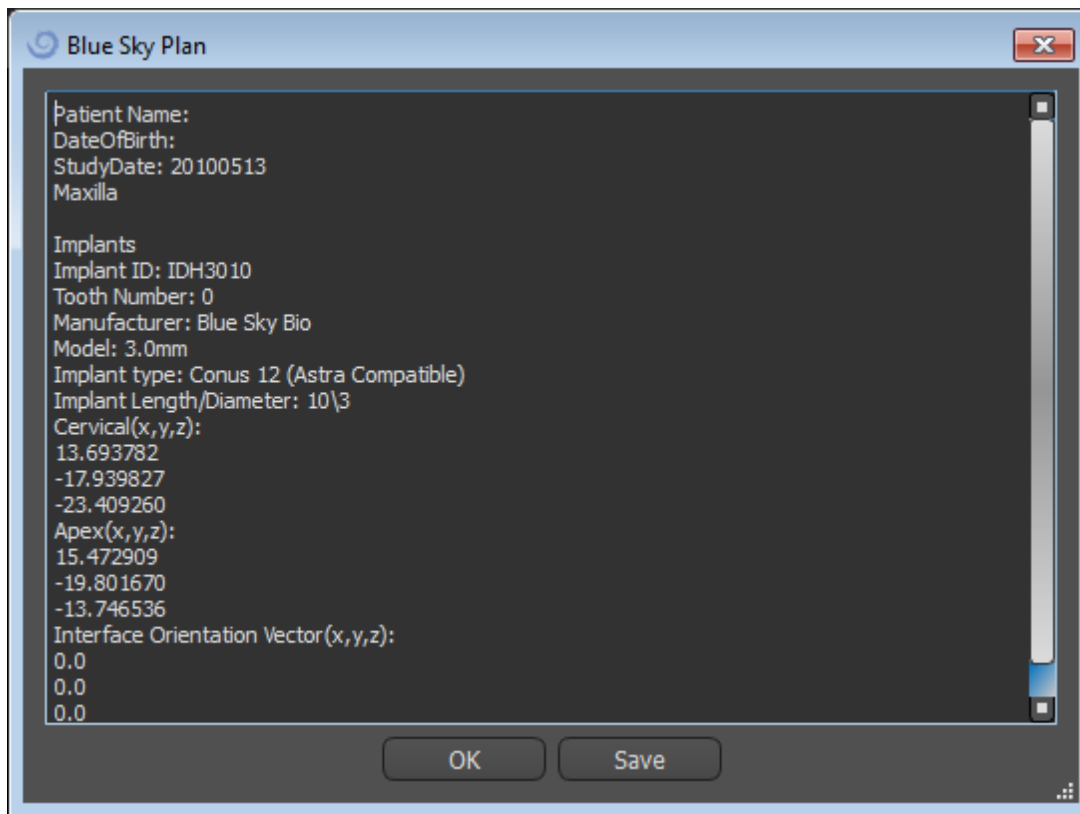 Blue Sky Plan
Patient Name:
DateOfBirth:
StudyDate: 20100513
Maxilla
Implants
Implant ID: IDH3010
Tooth Number: 0
Manufacturer: Blue Sky Bio
Model: 3.0mm
Implant type: Conus 12 (Astra Compatible)
Implant Length/Diameter: 10\3
Cervical(x,y,z):
13.693782
-17.939827
-23.409260
Apex(x,y,z):
15.472909
-19.801670
-13.746536
Interface Orientation Vector(x,y,z):
0.0
0.0
0.0
OK Save